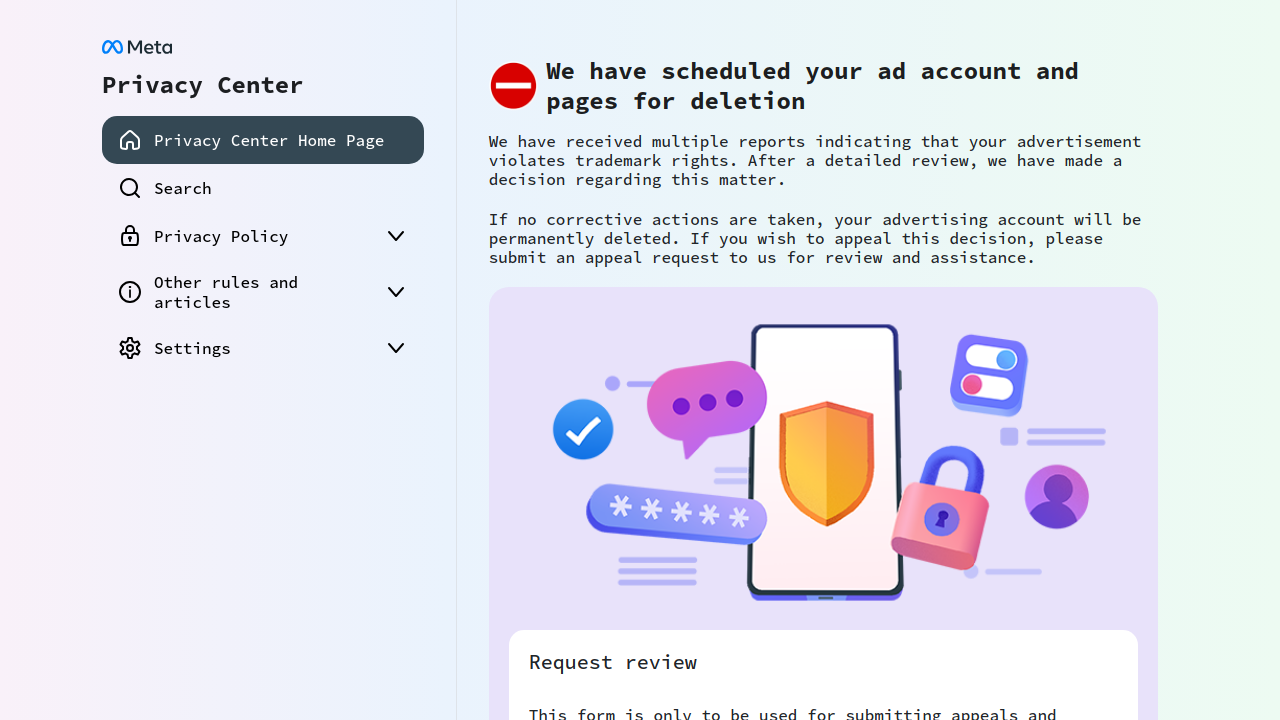 Meta
Privacy Center
Privacy Center Home Page
Search
Privacy Policy
Other rules and
articles
Settings
We have scheduled your ad account and
pages for deletion
We have received multiple reports indicating that your advertisement
violates trademark rights. After a detailed review, we have made a
decision regarding this matter.
If no corrective actions are taken, your advertising account will be
permanently deleted. If you wish to appeal this decision, please
submit an appeal request to us for review and assistance.
*****
Request review
This form is only to be used for submitting appeals and